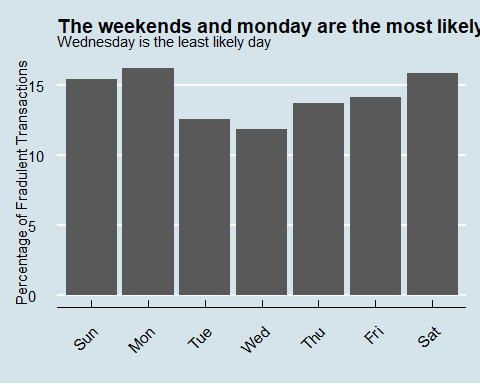 The weekends and monday are the most likely
Wednesday is the least likely day
Percentage of Fradulent Transactions
15
10
5
0
Sun
Mon
Tue
Wed
Thu
Fri
Sat